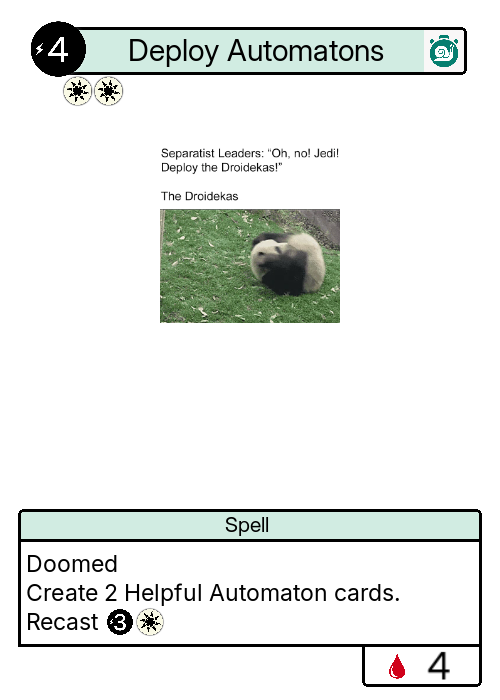 4
Deploy Automatons
Separatist Leaders: “Oh, no! Jedi!
Deploy the Droidekas!”
The Droidekas
Spell
Doomed
Create 2 Helpful Automaton cards.
Recast 3
4